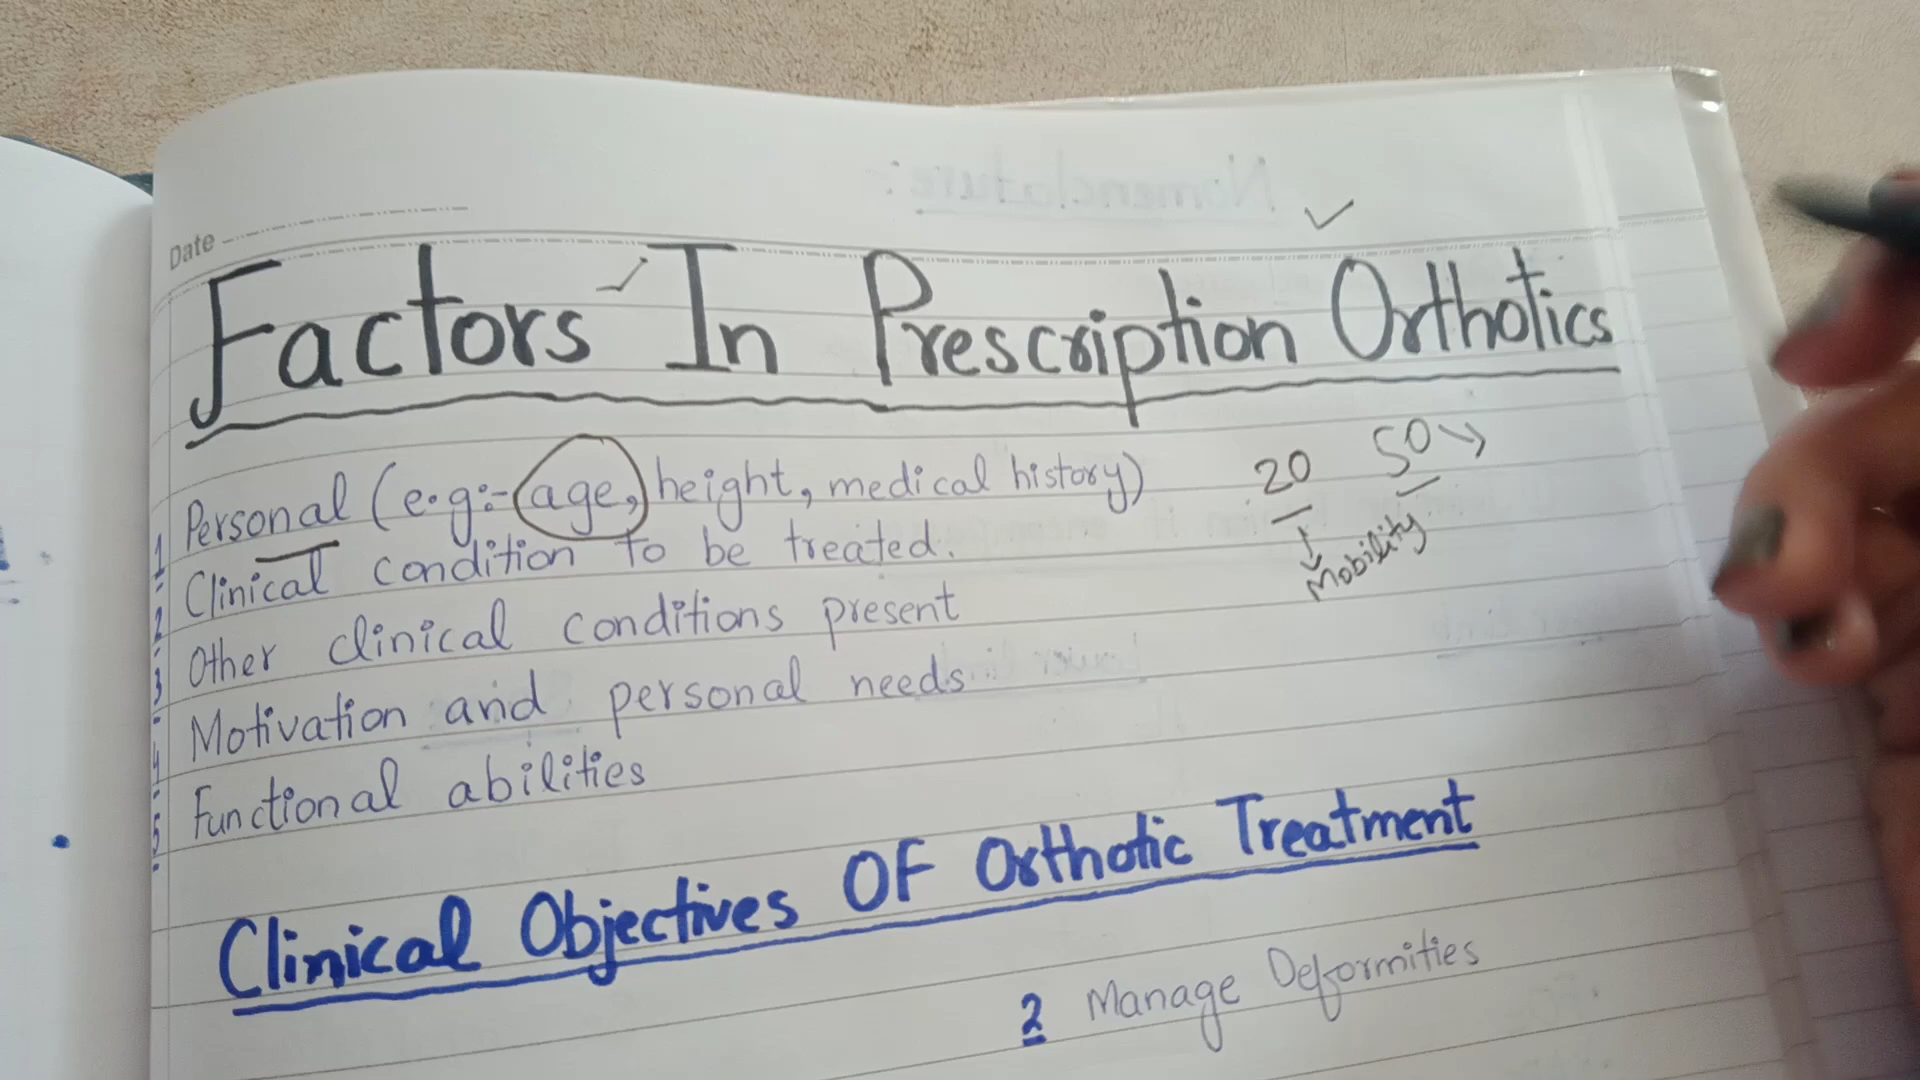 Date
Factors In Prescription Orthotics
1 Personal (e.g:- age, height, medical history)
20 50
Mobility
2 Clinical condition to be treated.
3 Other clinical conditions present
4 Motivation and personal needs
5 Functional abilities
Clinical Objectives OF Orthotic Treatment
2 Manage Deformities